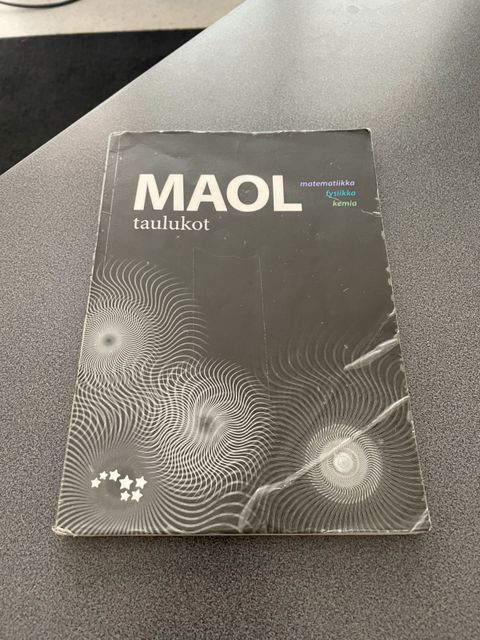 MAOL
taulukot
matematiikka
fysiikka
kemia